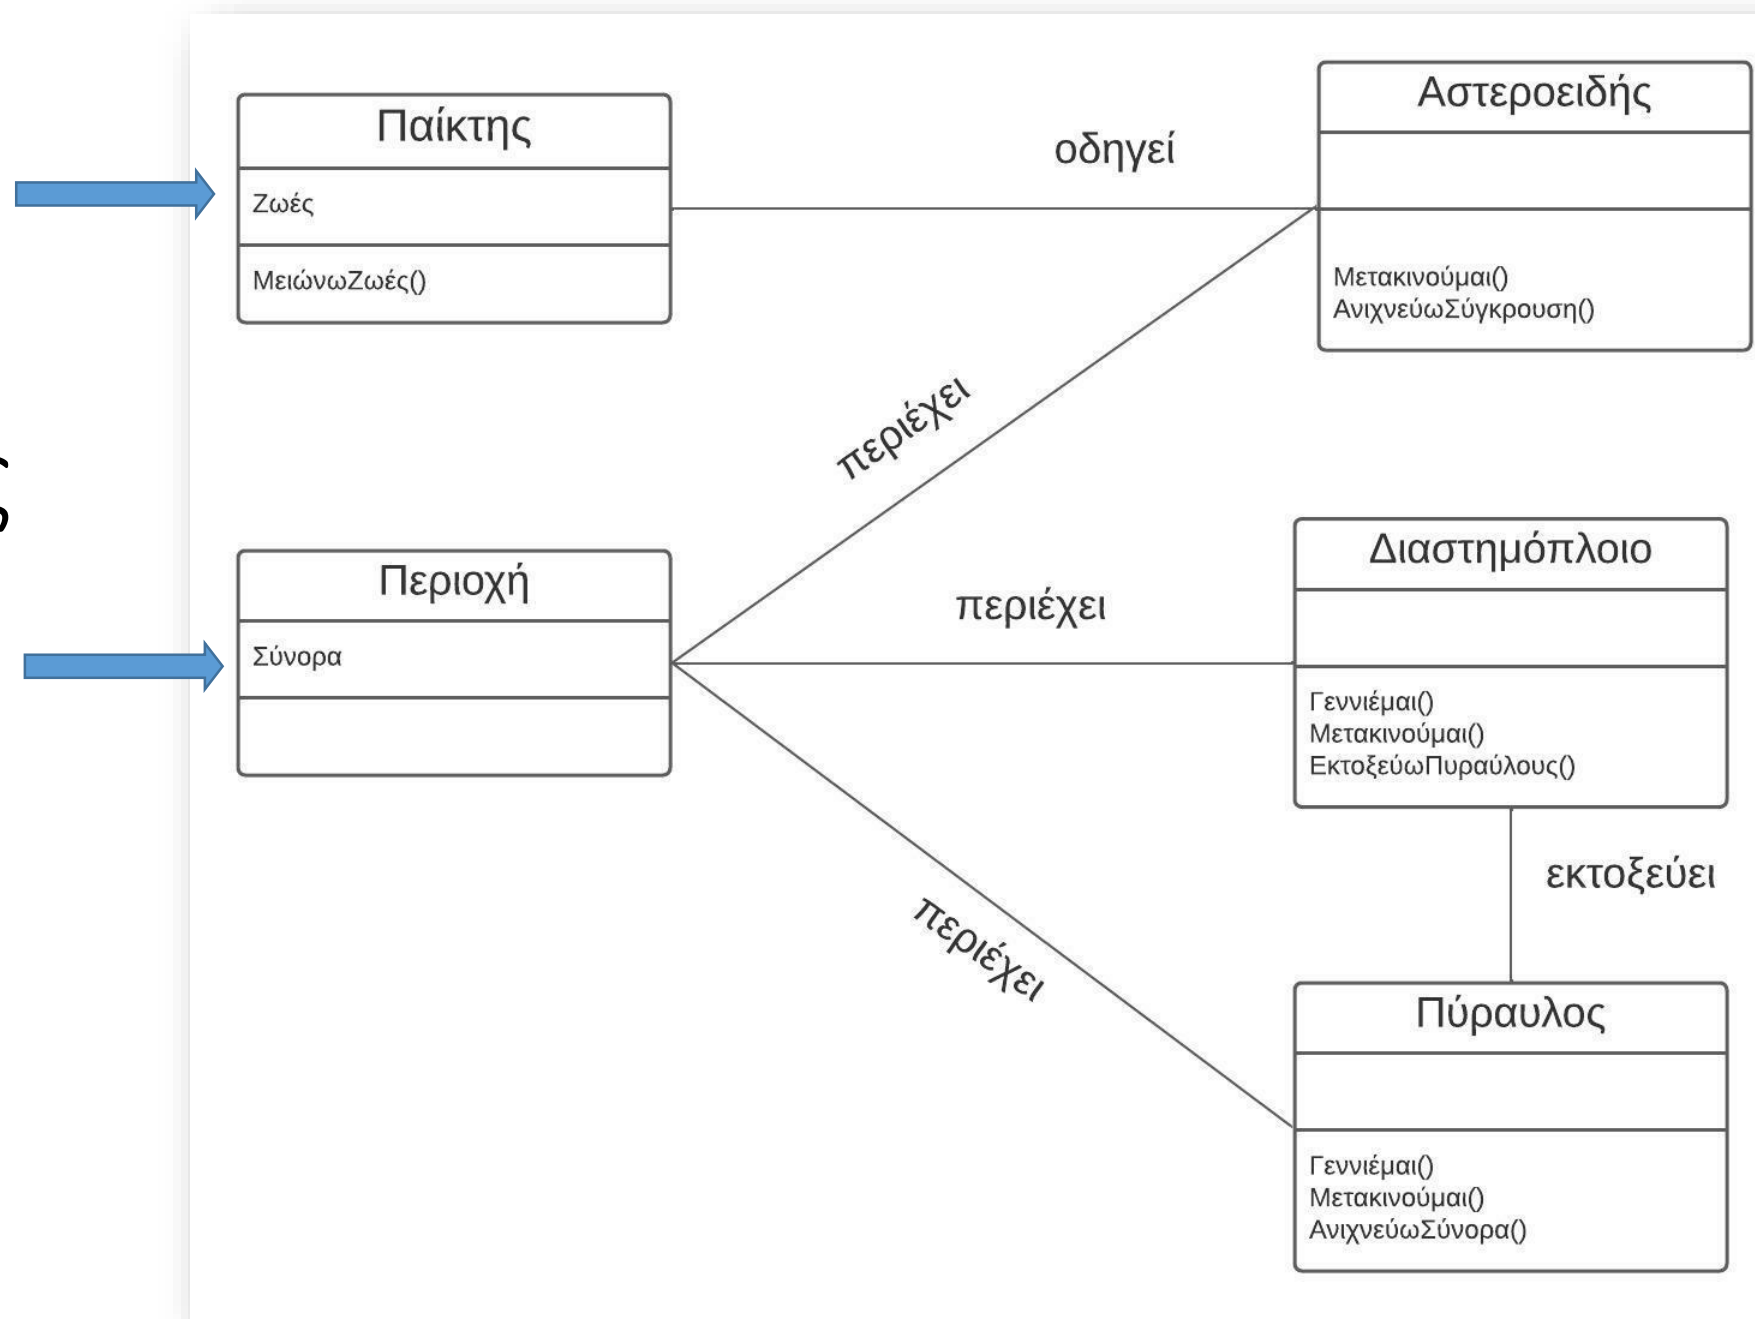 Παίκτης
Ζωές
ΜειώνωΖωές()
οδηγεί
Αστεροειδής
Μετακινούμαι()
ΑνιχνεύωΣύγκρουση()
περιέχει
Περιοχή
Σύνορα
περιέχει
Διαστημόπλοιο
Γεννιέμαι()
Μετακινούμαι()
ΕκτοξεύωΠυραύλους()
εκτοξεύει
περιέχει
Πύραυλος
Γεννιέμαι()
Μετακινούμαι()
ΑνιχνεύωΣύνορα()